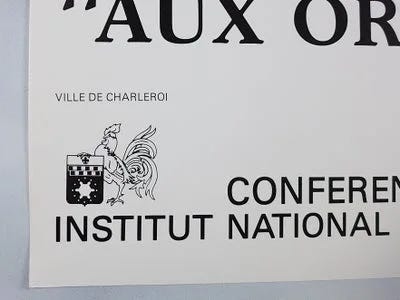 "AUX OR
VILLE DE CHARLEROI
CONFEREN
INSTITUT NATIONAL